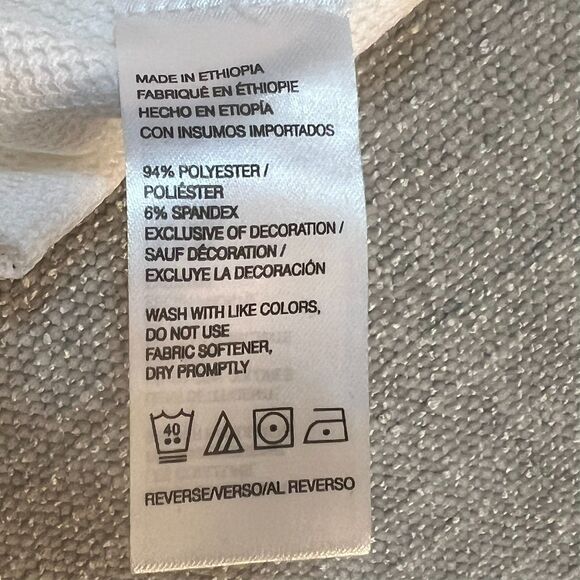 MADE IN ETHIOPIA
FABRIQUÉ EN ÉTHIOPIE
HECHO EN ETIOPÍA
CON INSUMOS IMPORTADOS
94% POLYESTER /
POLIÉSTER
6% SPANDEX
EXCLUSIVE OF DECORATION /
SAUF DÉCORATION /
EXCLUYE LA DECORACIÓN
WASH WITH LIKE COLORS,
DO NOT USE
FABRIC SOFTENER,
DRY PROMPTLY
40
REVERSE/VERSO/AL REVERSO